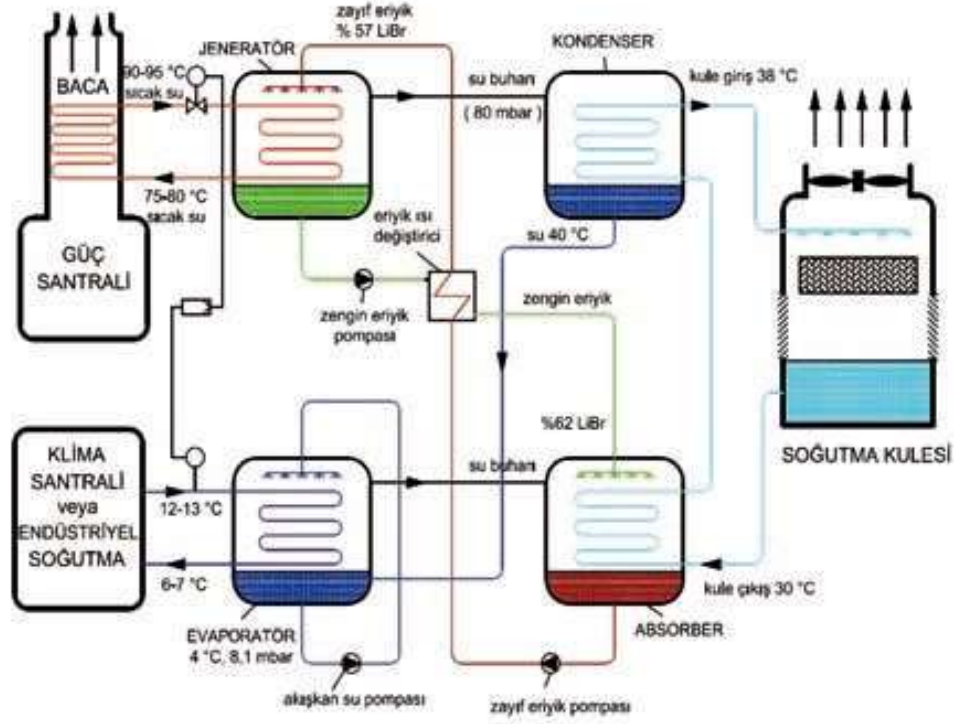 zayıf eriyik
% 57 LiBr
JENERATÖR
KONDENSER
BACA
90-95 °C
sıcak su
su buharı
( 80 mbar )
kule giriş 38 °C
75-80 °C
sıcak su
eriyik ısı
değiştirici
su 40 °C
GÜÇ
SANTRALİ
zengin eriyik
pompası
zengin eriyik
%62 LiBr
SOĞUTMA KULESİ
KLİMA
SANTRALİ
veya
ENDÜSTRİYEL
SOĞUTMA
12-13 °C
su buharı
6-7 °C
kule çıkış 30 °C
EVAPORATÖR
4 °C, 8,1 mbar
ABSORBER
akışkan su pompası
zayıf eriyik pompası